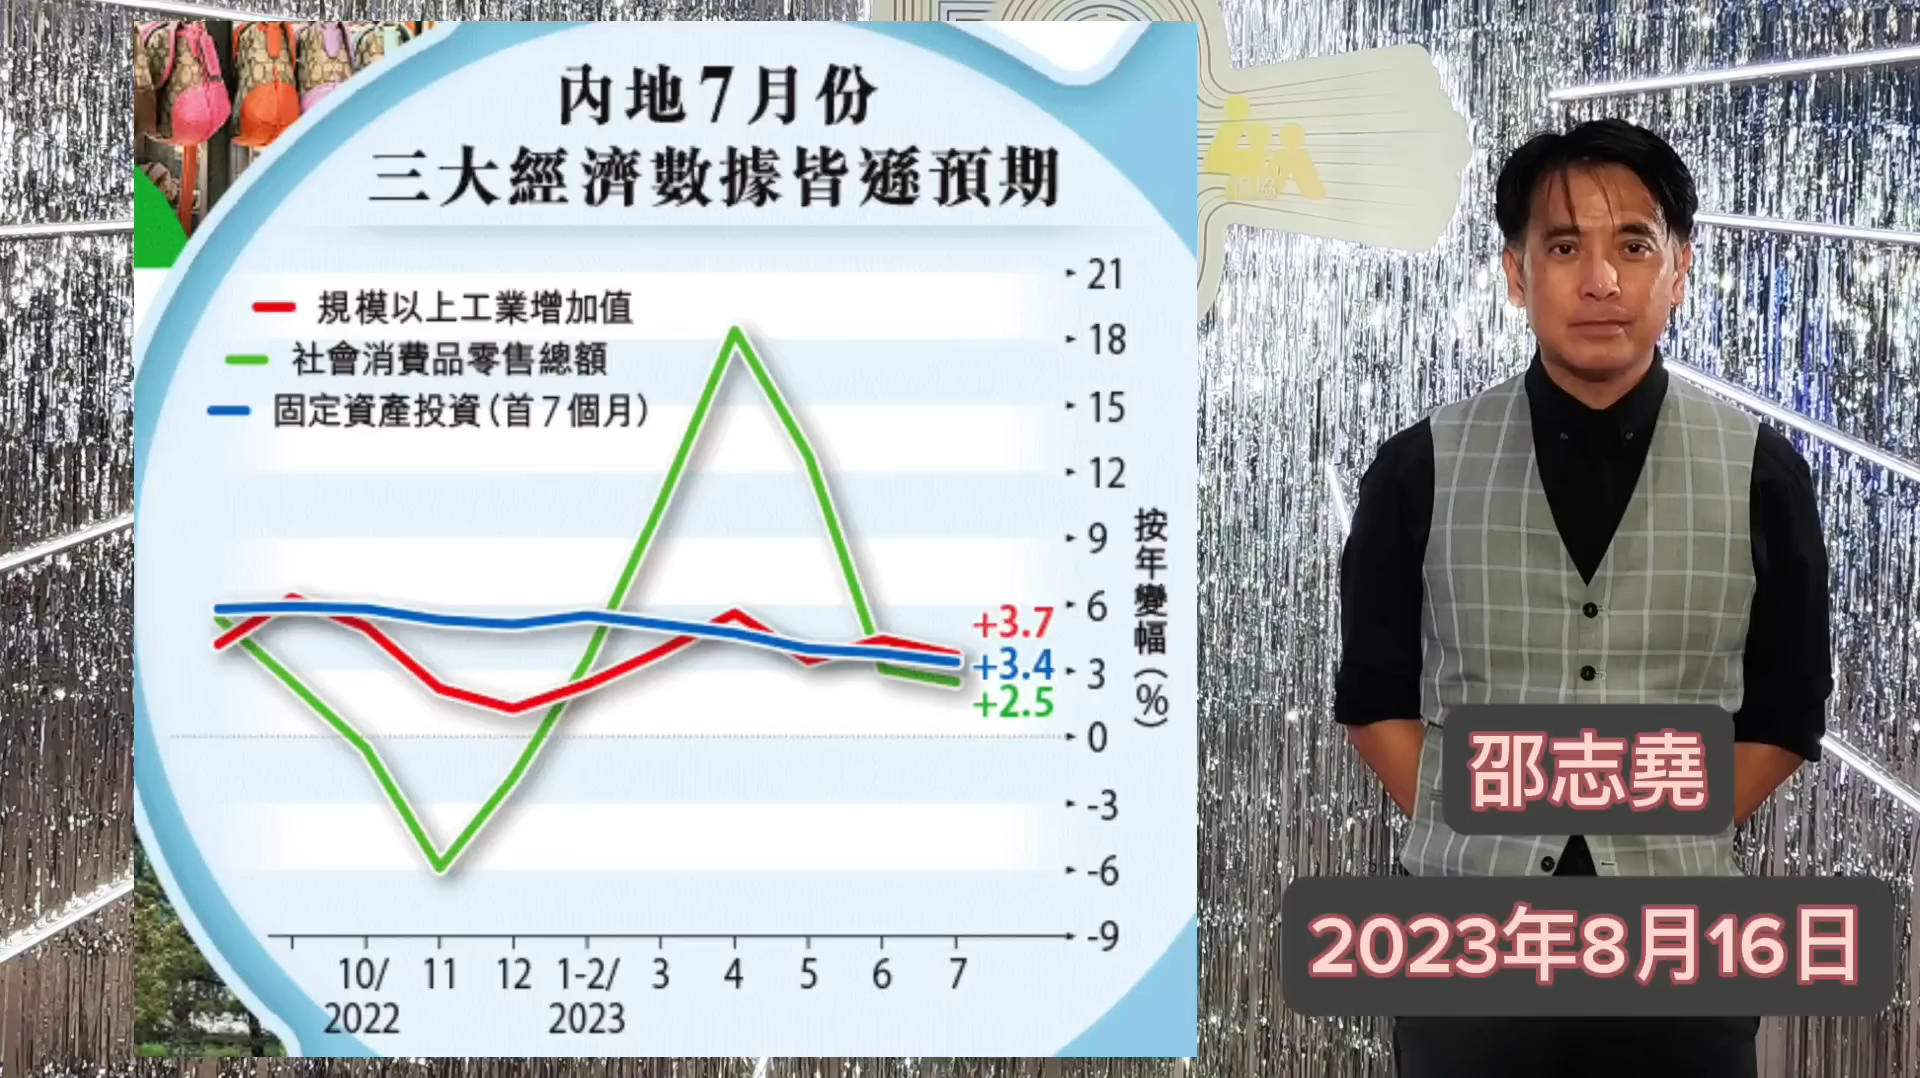 內地7月份
三大經濟數據皆遜預期
規模以上工業增加值
社會消費品零售總額
固定資產投資(首7個月)
21
18
15
12
9
6
3
0
-3
-6
-9
按年變幅(%)
+3.7
+3.4
+2.5
10/ 11 12 1-2/ 3 4 5 6 7
2022 2023
邵志堯
2023年8月16日